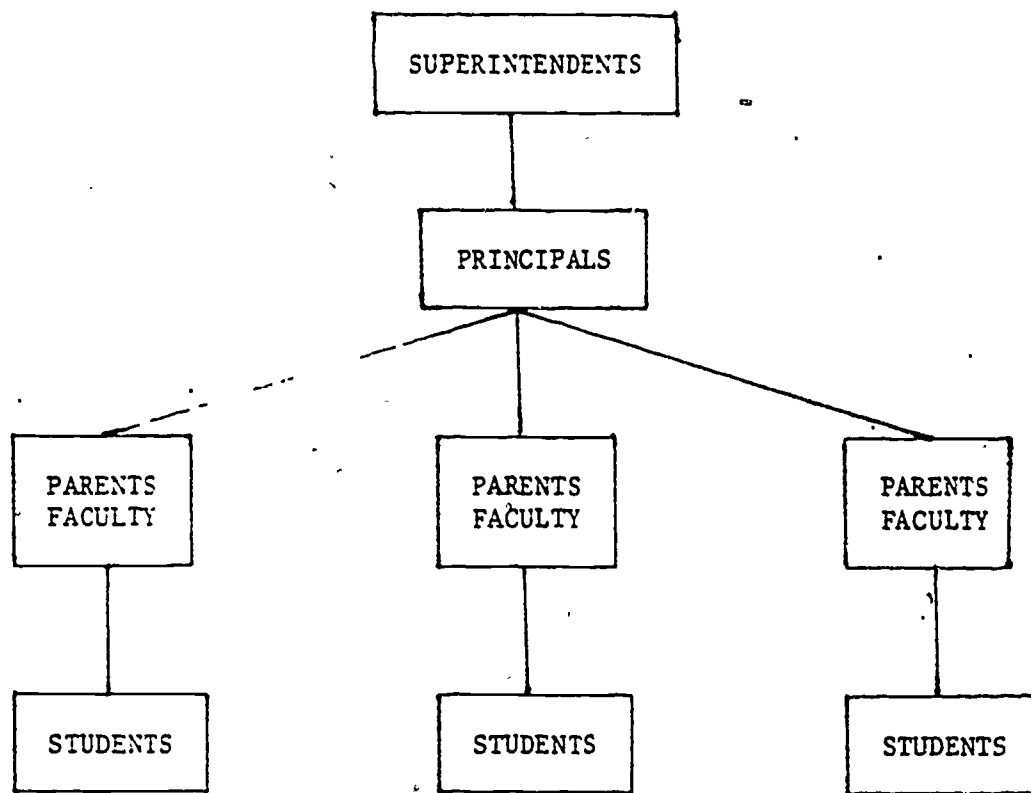 SUPERINTENDENTS
PRINCIPALS
PARENTS
FACULTY
PARENTS
FACULTY
PARENTS
FACULTY
STUDENTS
STUDENTS
STUDENTS